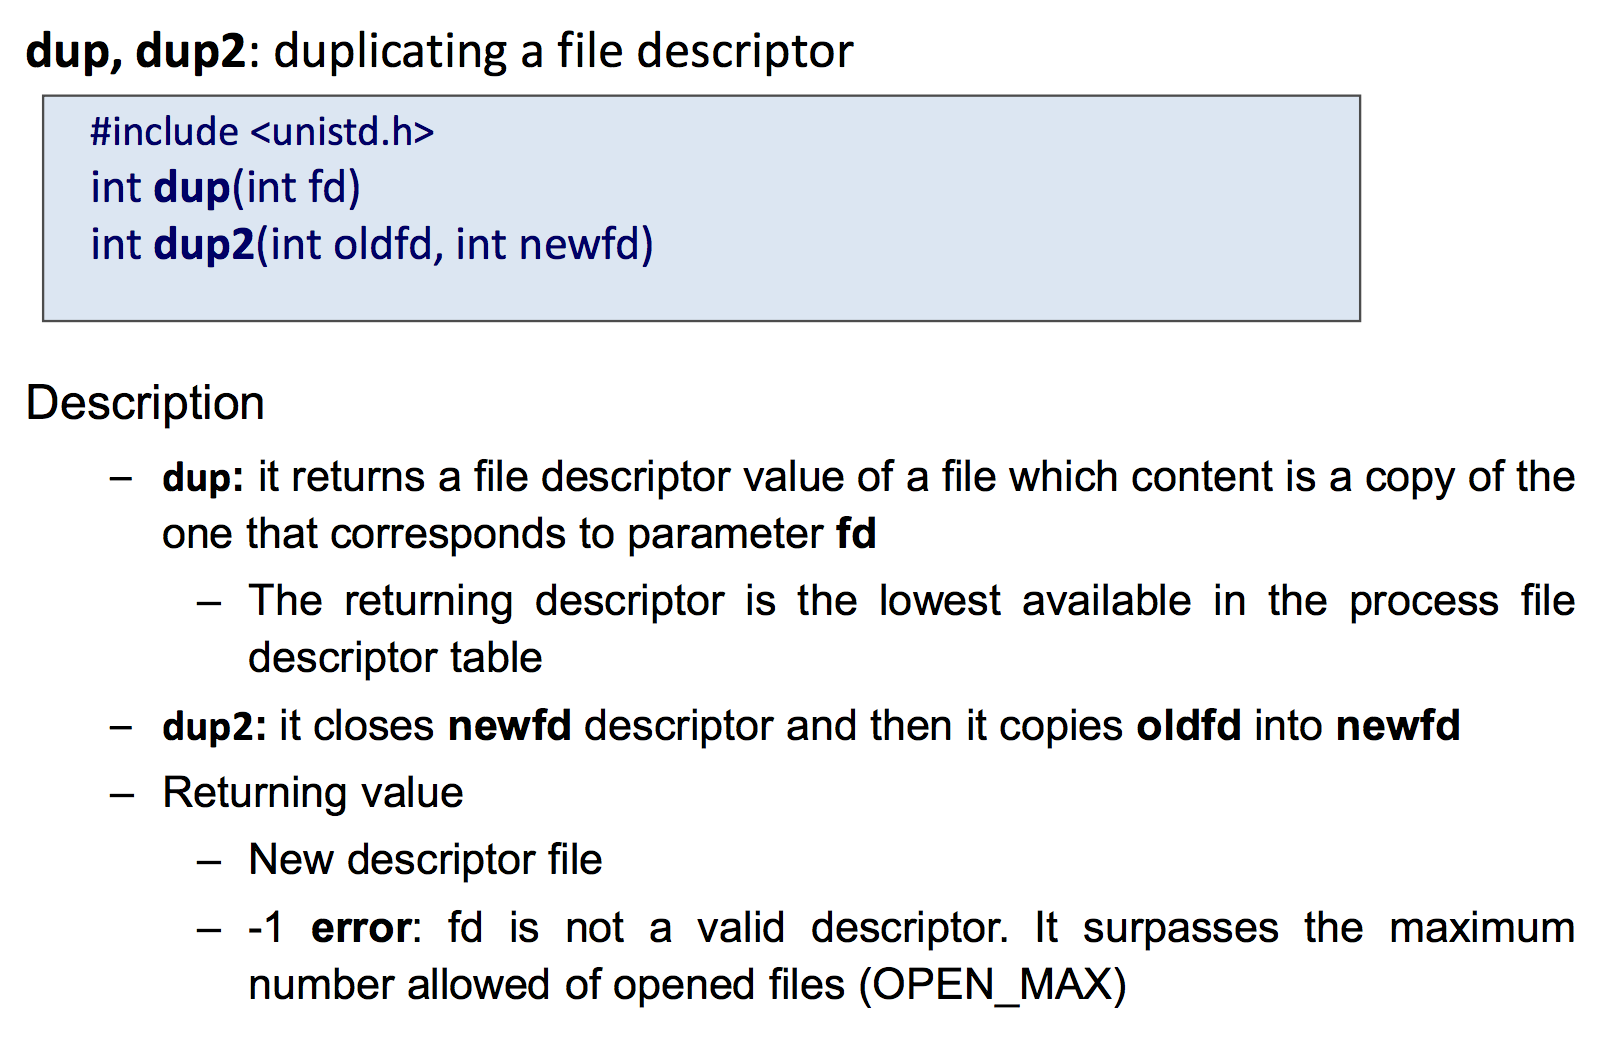 dup, dup2: duplicating a file descriptor
#include <unistd.h>
int dup(int fd)
int dup2(int oldfd, int newfd)
Description
– dup: it returns a file descriptor value of a file which content is a copy of the
one that corresponds to parameter fd
– The returning descriptor is the lowest available in the process file
descriptor table
– dup2: it closes newfd descriptor and then it copies oldfd into newfd
– Returning value
– New descriptor file
– -1 error: fd is not a valid descriptor. It surpasses the maximum
number allowed of opened files (OPEN_MAX)